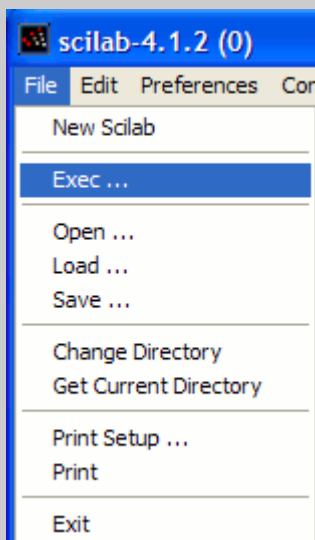 scilab-4.1.2 (0)
File Edit Preferences
New Scilab
Exec ...
Open ...
Load ...
Save ...
Change Directory
Get Current Directory
Print Setup ...
Print
Exit